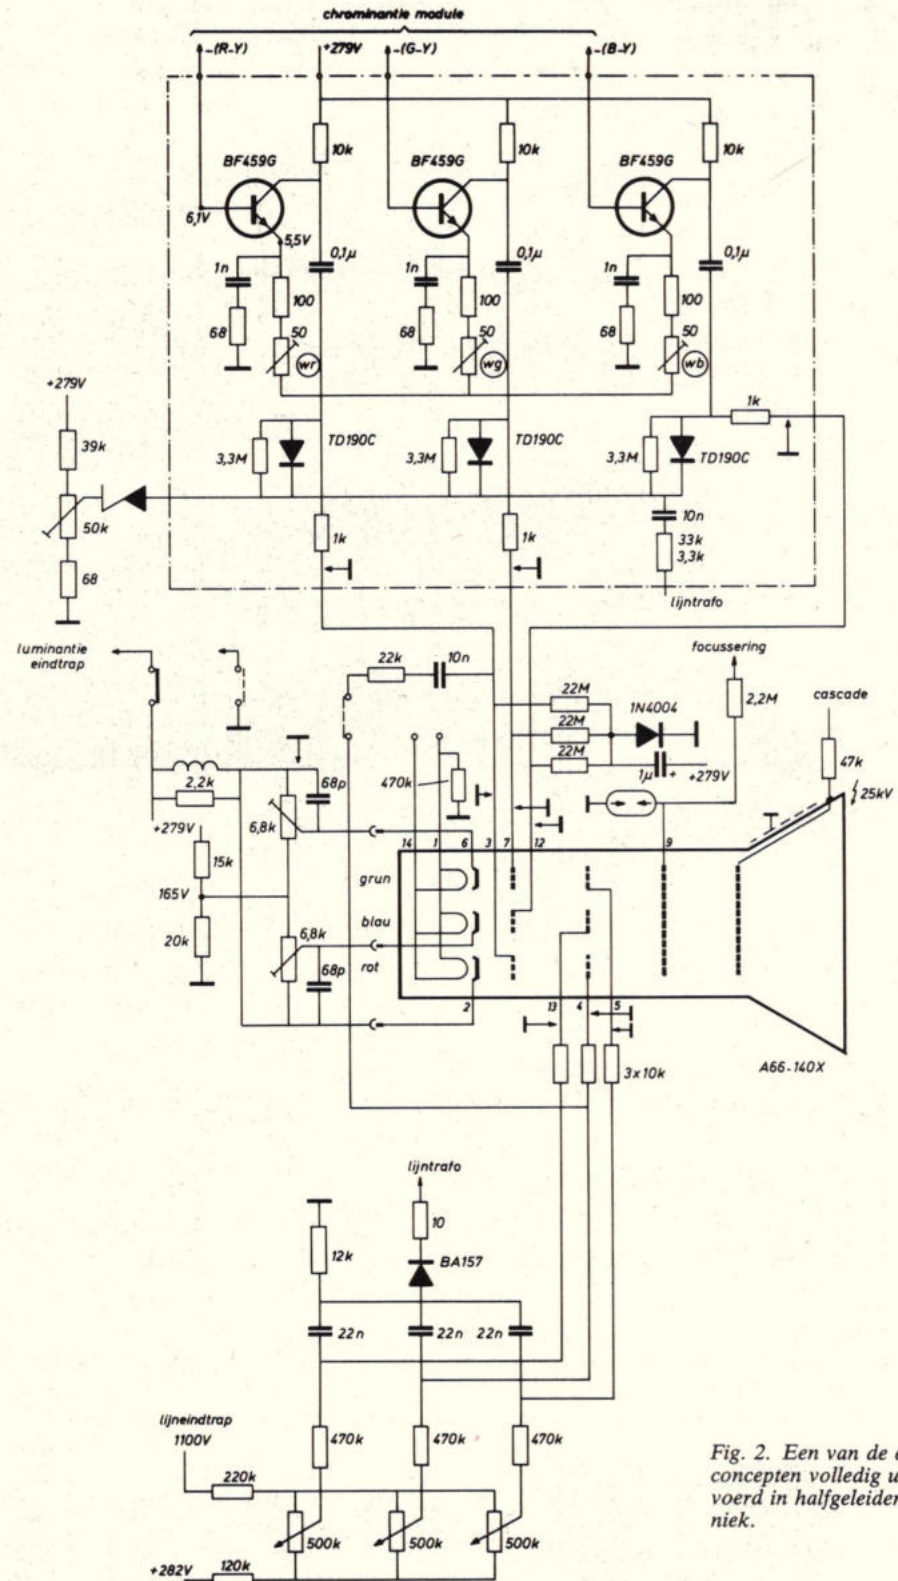 chrominantie module
-(R-Y) +279V -(G-Y) -(B-Y)
10k 10k 10k
BF459G BF459G BF459G
6,1V
5,5V
1n 0,1µ 1n 0,1µ 1n 0,1µ
100 100 100
68 50 68 50 68 50
wr wg wb
+279V
39k
3,3M TD190C 3,3M TD190C 3,3M TD190C 1k
50k
10n
1k 1k 33k
3,3k
68
lijntrafo
luminantie
eindtrap
22k 10n focussering
22M 1N4004 2,2M cascade
22M
22M 1µ + +279V 47k
2,2k 68p 470k 25kV
+279V 6,8k
15k 14 1 6 3 7 12 9
grun
165V
blau
20k 6,8k
68p rot
2 13 4 5
3x10k A66-140X
lijntrafo
10
12k BA157
22n 22n 22n
lijneindtrap
1100V
470k 470k 470k
220k
500k 500k 500k
+282V 120k
Fig. 2. Een van de
concepten volledig
voerd in halfgeleider
niek.